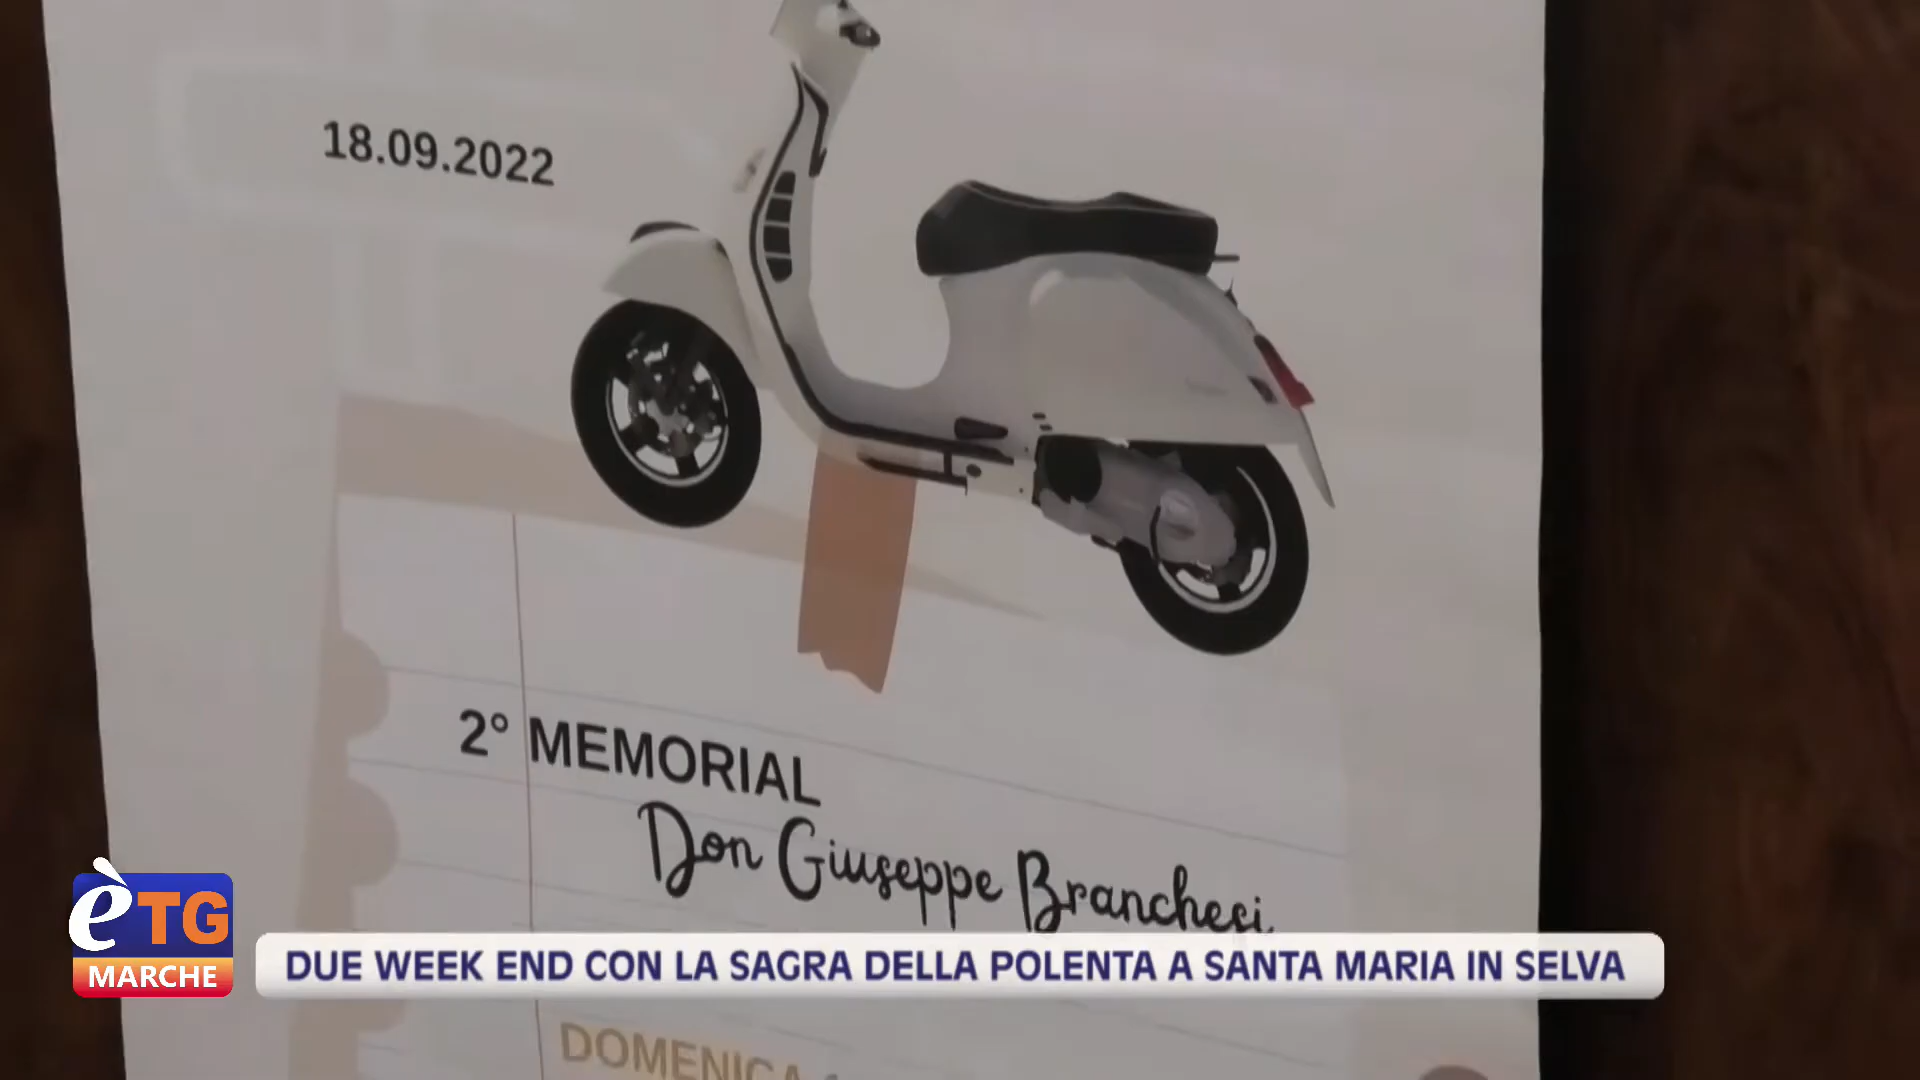 18.09.2022
2° MEMORIAL
Don Giuseppe Branchesi
èTG
MARCHE
DUE WEEK END CON LA SAGRA DELLA POLENTA A SANTA MARIA IN SELVA
DOMENICA